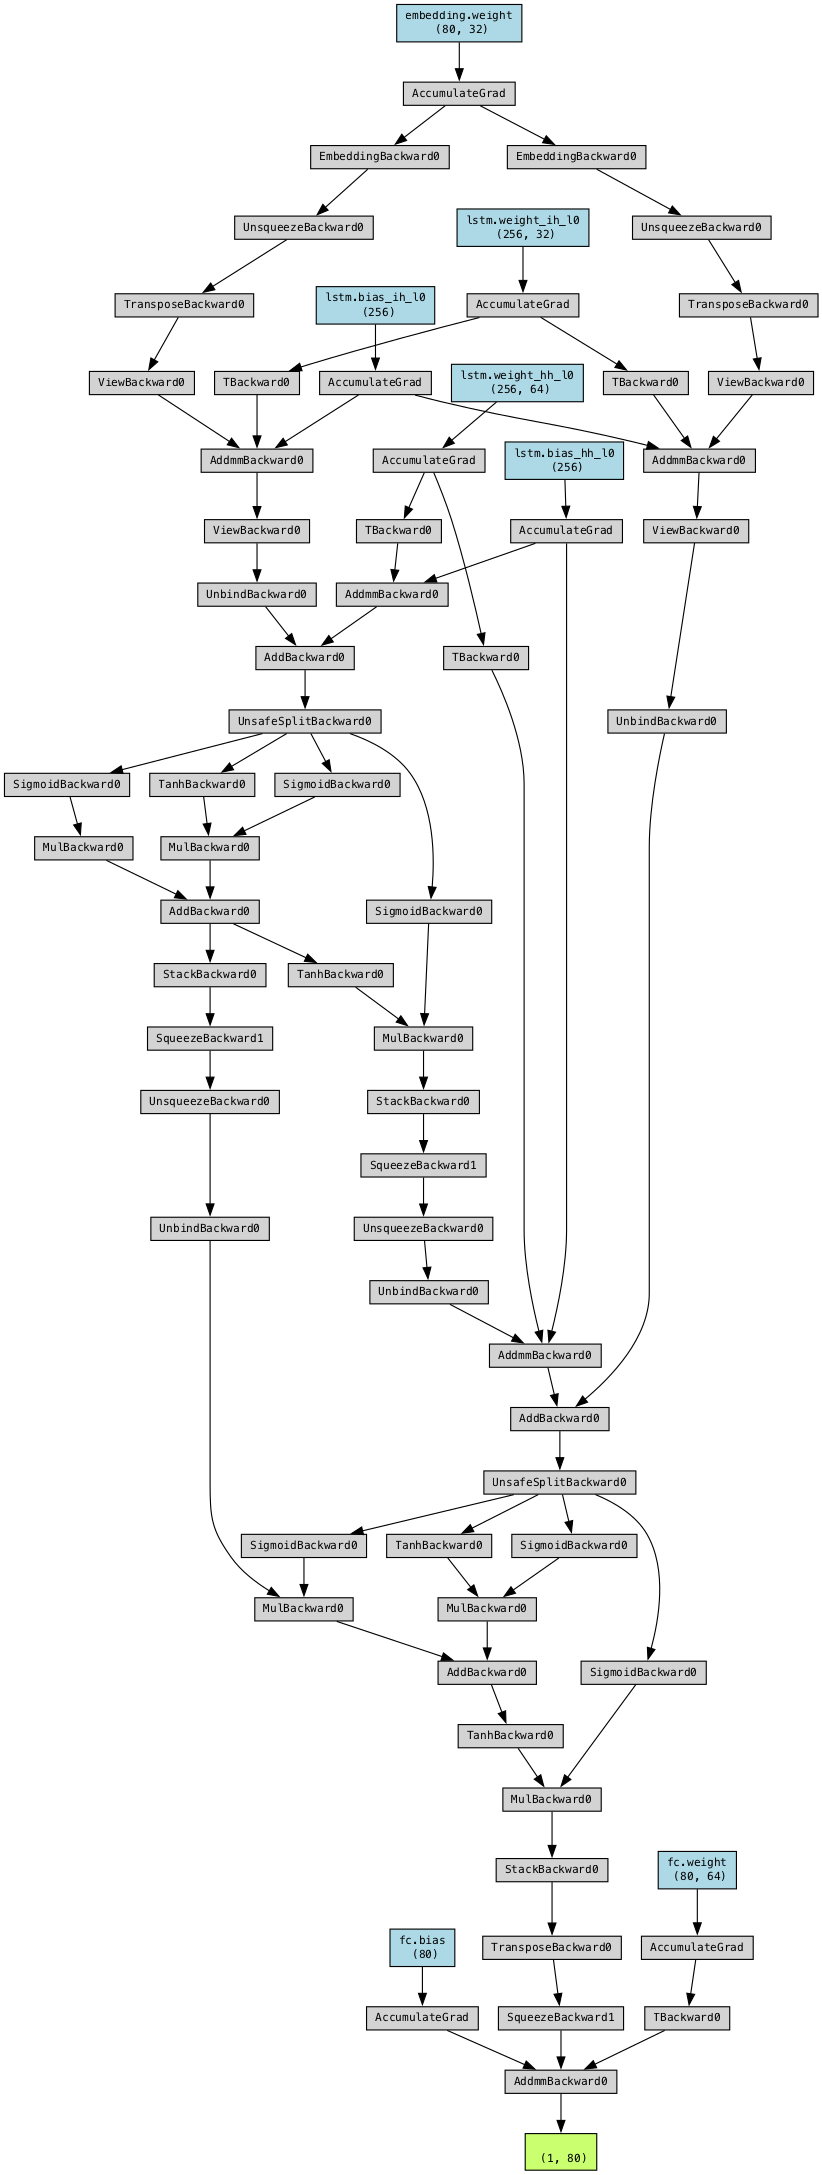 embedding.weight
(80, 32)
AccumulateGrad
EmbeddingBackward0
EmbeddingBackward0
UnsqueezeBackward0
lstm.weight_ih_l0
(256, 32)
UnsqueezeBackward0
TransposeBackward0
lstm.bias_ih_l0
(256)
AccumulateGrad
TransposeBackward0
ViewBackward0
TBackward0
AccumulateGrad
lstm.weight_hh_l0
(256, 64)
TBackward0
ViewBackward0
AddmmBackward0
AccumulateGrad
lstm.bias_hh_l0
(256)
AddmmBackward0
ViewBackward0
TBackward0
AccumulateGrad
ViewBackward0
UnbindBackward0
AddmmBackward0
AddBackward0
TBackward0
UnsafeSplitBackward0
UnbindBackward0
SigmoidBackward0
TanhBackward0
SigmoidBackward0
MulBackward0
MulBackward0
AddBackward0
SigmoidBackward0
StackBackward0
TanhBackward0
SqueezeBackward1
MulBackward0
UnsqueezeBackward0
StackBackward0
SqueezeBackward1
UnbindBackward0
UnsqueezeBackward0
UnbindBackward0
AddmmBackward0
AddBackward0
UnsafeSplitBackward0
SigmoidBackward0
TanhBackward0
SigmoidBackward0
MulBackward0
MulBackward0
AddBackward0
SigmoidBackward0
TanhBackward0
MulBackward0
StackBackward0
fc.weight
(80, 64)
fc.bias
(80)
TransposeBackward0
AccumulateGrad
AccumulateGrad
SqueezeBackward1
TBackward0
AddmmBackward0
(1, 80)